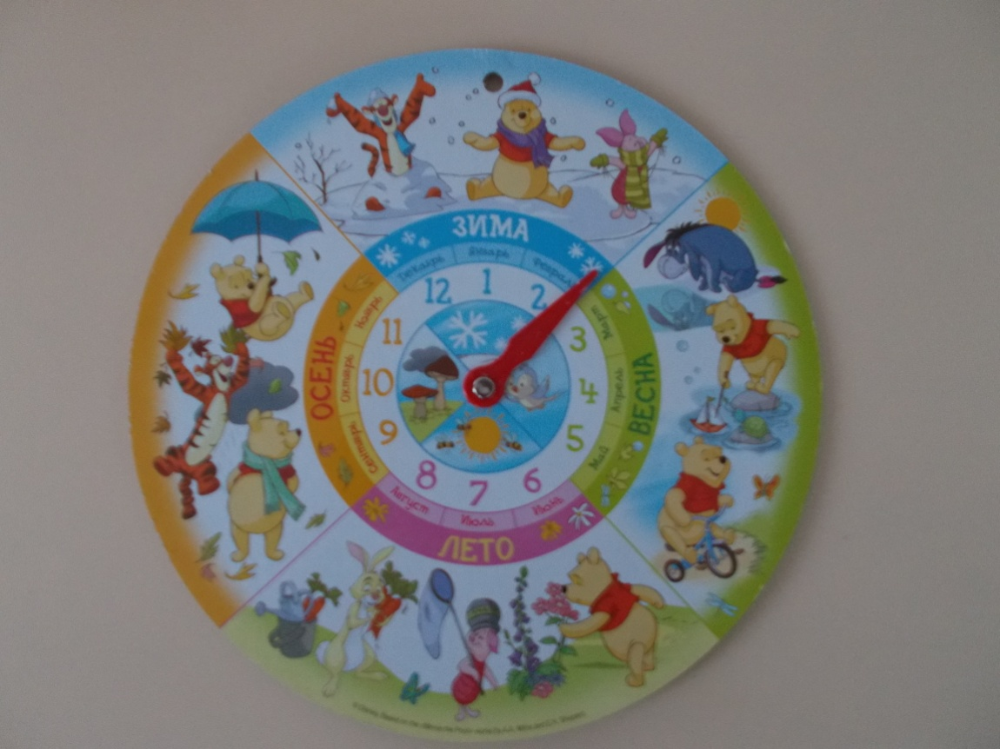 ЗИМА
Декабрь
Январь
Февраль
12
1
2
ВЕСНА
Март
Апрель
Май
3
4
5
ЛЕТО
Июнь
Июль
Август
6
7
8
ОСЕНЬ
Сентябрь
Октябрь
Ноябрь
9
10
11